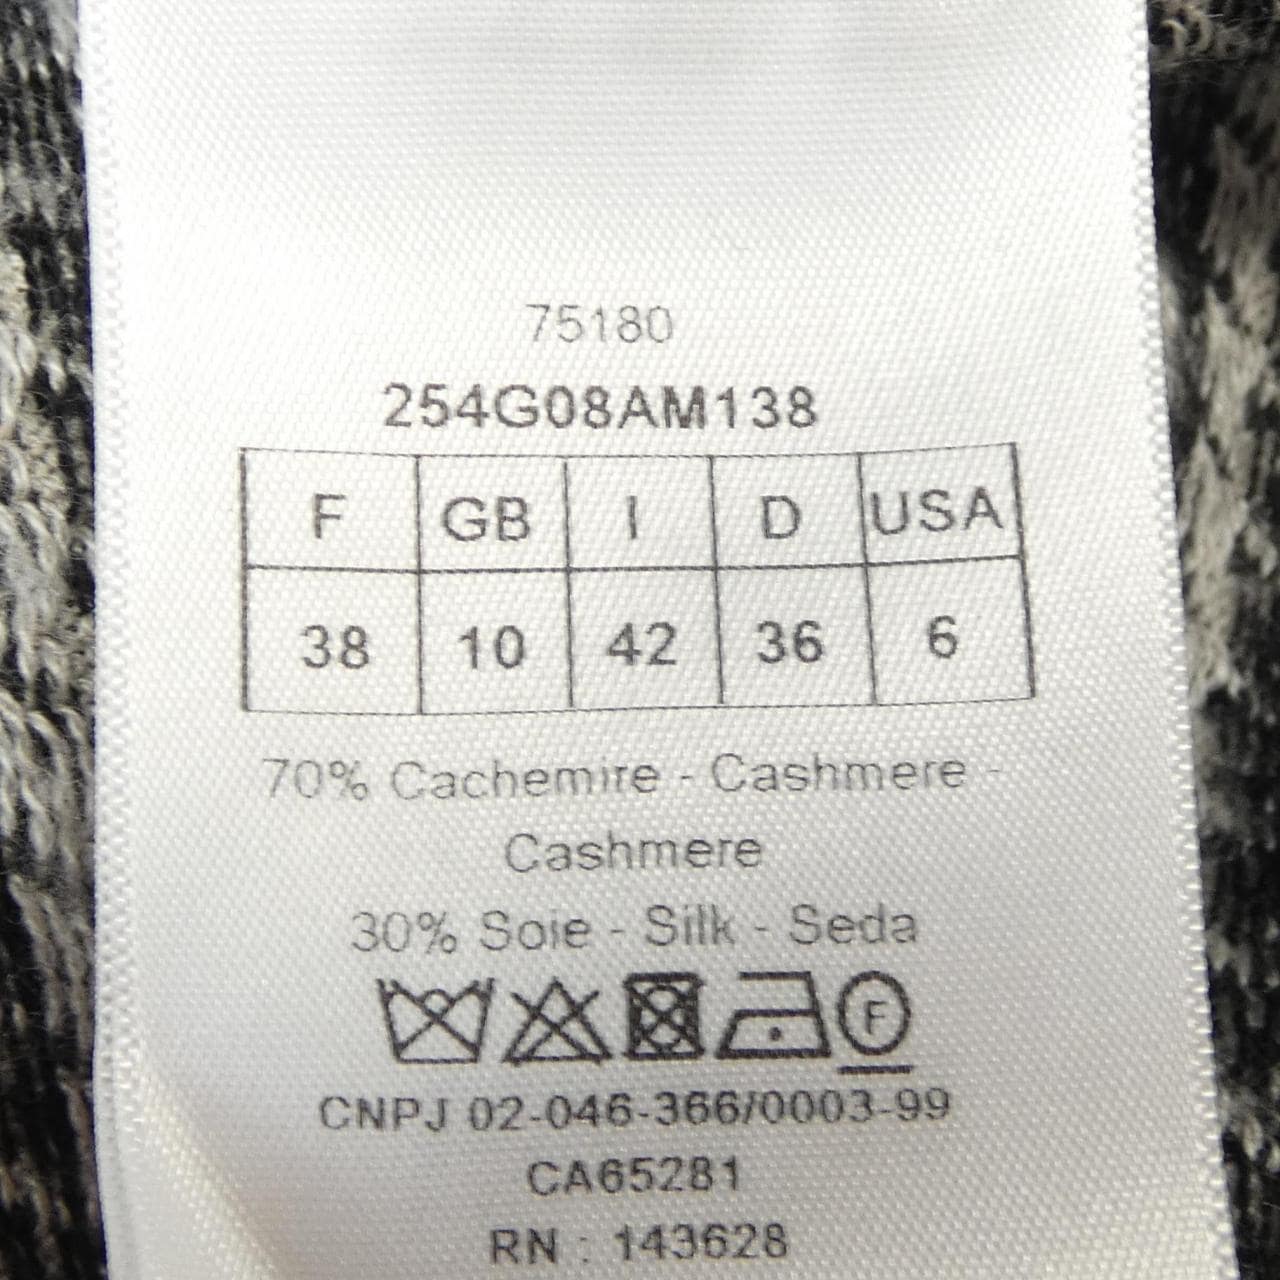 75180
254G08AM138
F GB I D USA
38 10 42 36 6
70% Cachemire - Cashmere -
Cashmere
30% Soie - Silk - Seda
F
CNPJ 02-046-366/0003-99
CA65281
RN : 143628